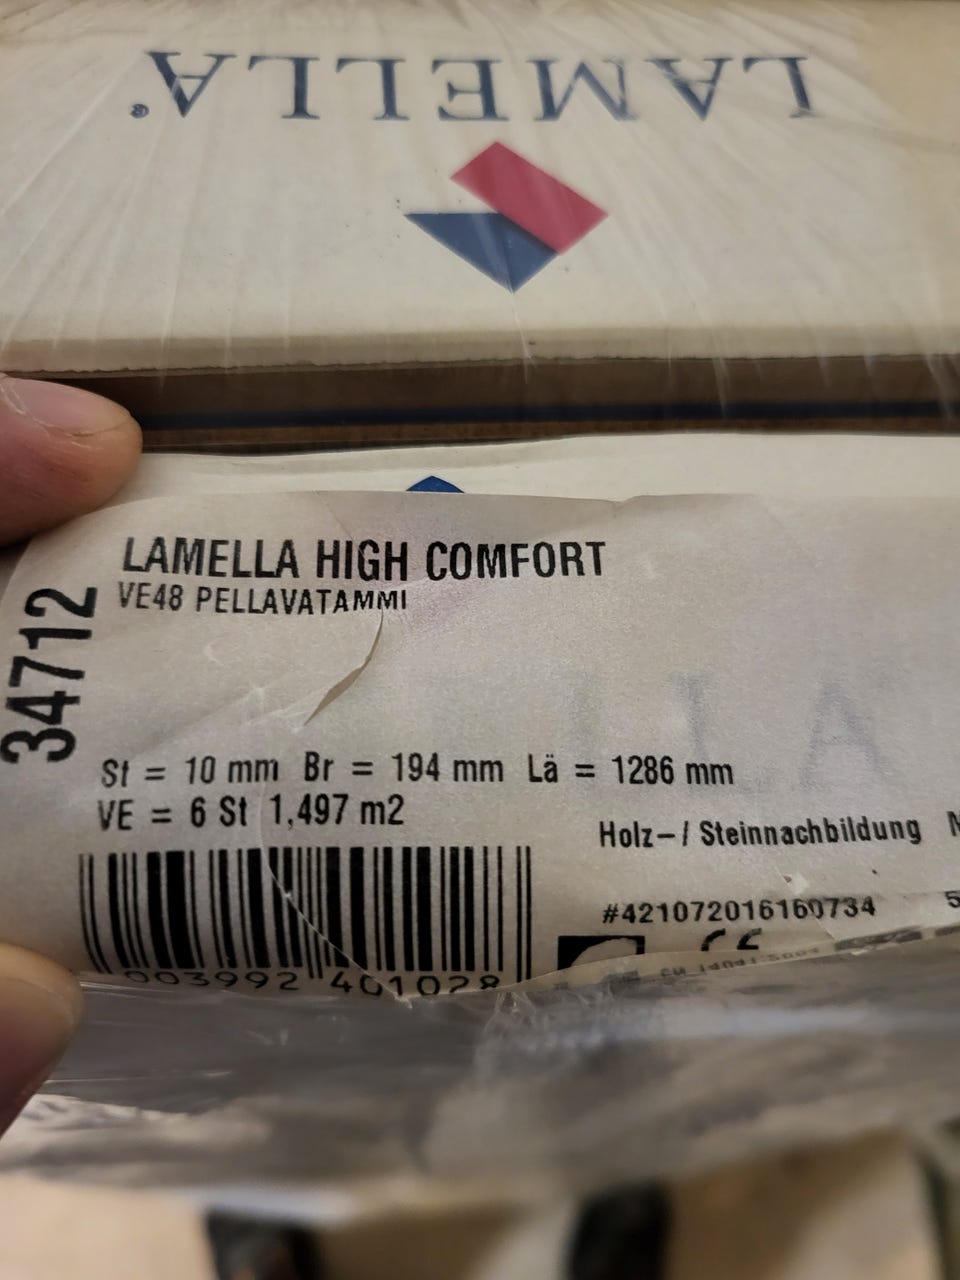 LAMELLA®
LAMELLA HIGH COMFORT
VE48 PELLAVATAMMI
34712
St = 10 mm Br = 194 mm Lä = 1286 mm
VE = 6 St 1,497 m2
Holz-/ Steinnachbildung
#421072016160734
003992 401028
CE